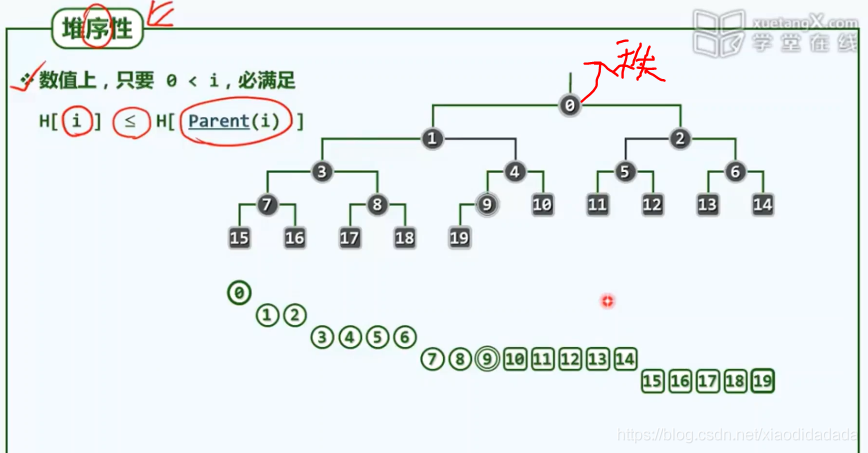 堆序性
xuetangX.com
学堂在线
数值上，只要 0 < i，必满足
H[ i ] ≤ H[ Parent(i) ]
秩
0
1 2
3 4 5 6
7 8 9 10 11 12 13 14
15 16 17 18 19
0
1 2
3 4 5 6
7 8 9 10 11 12 13 14
15 16 17 18 19
https://blog.csdn.net/xiaodidadada